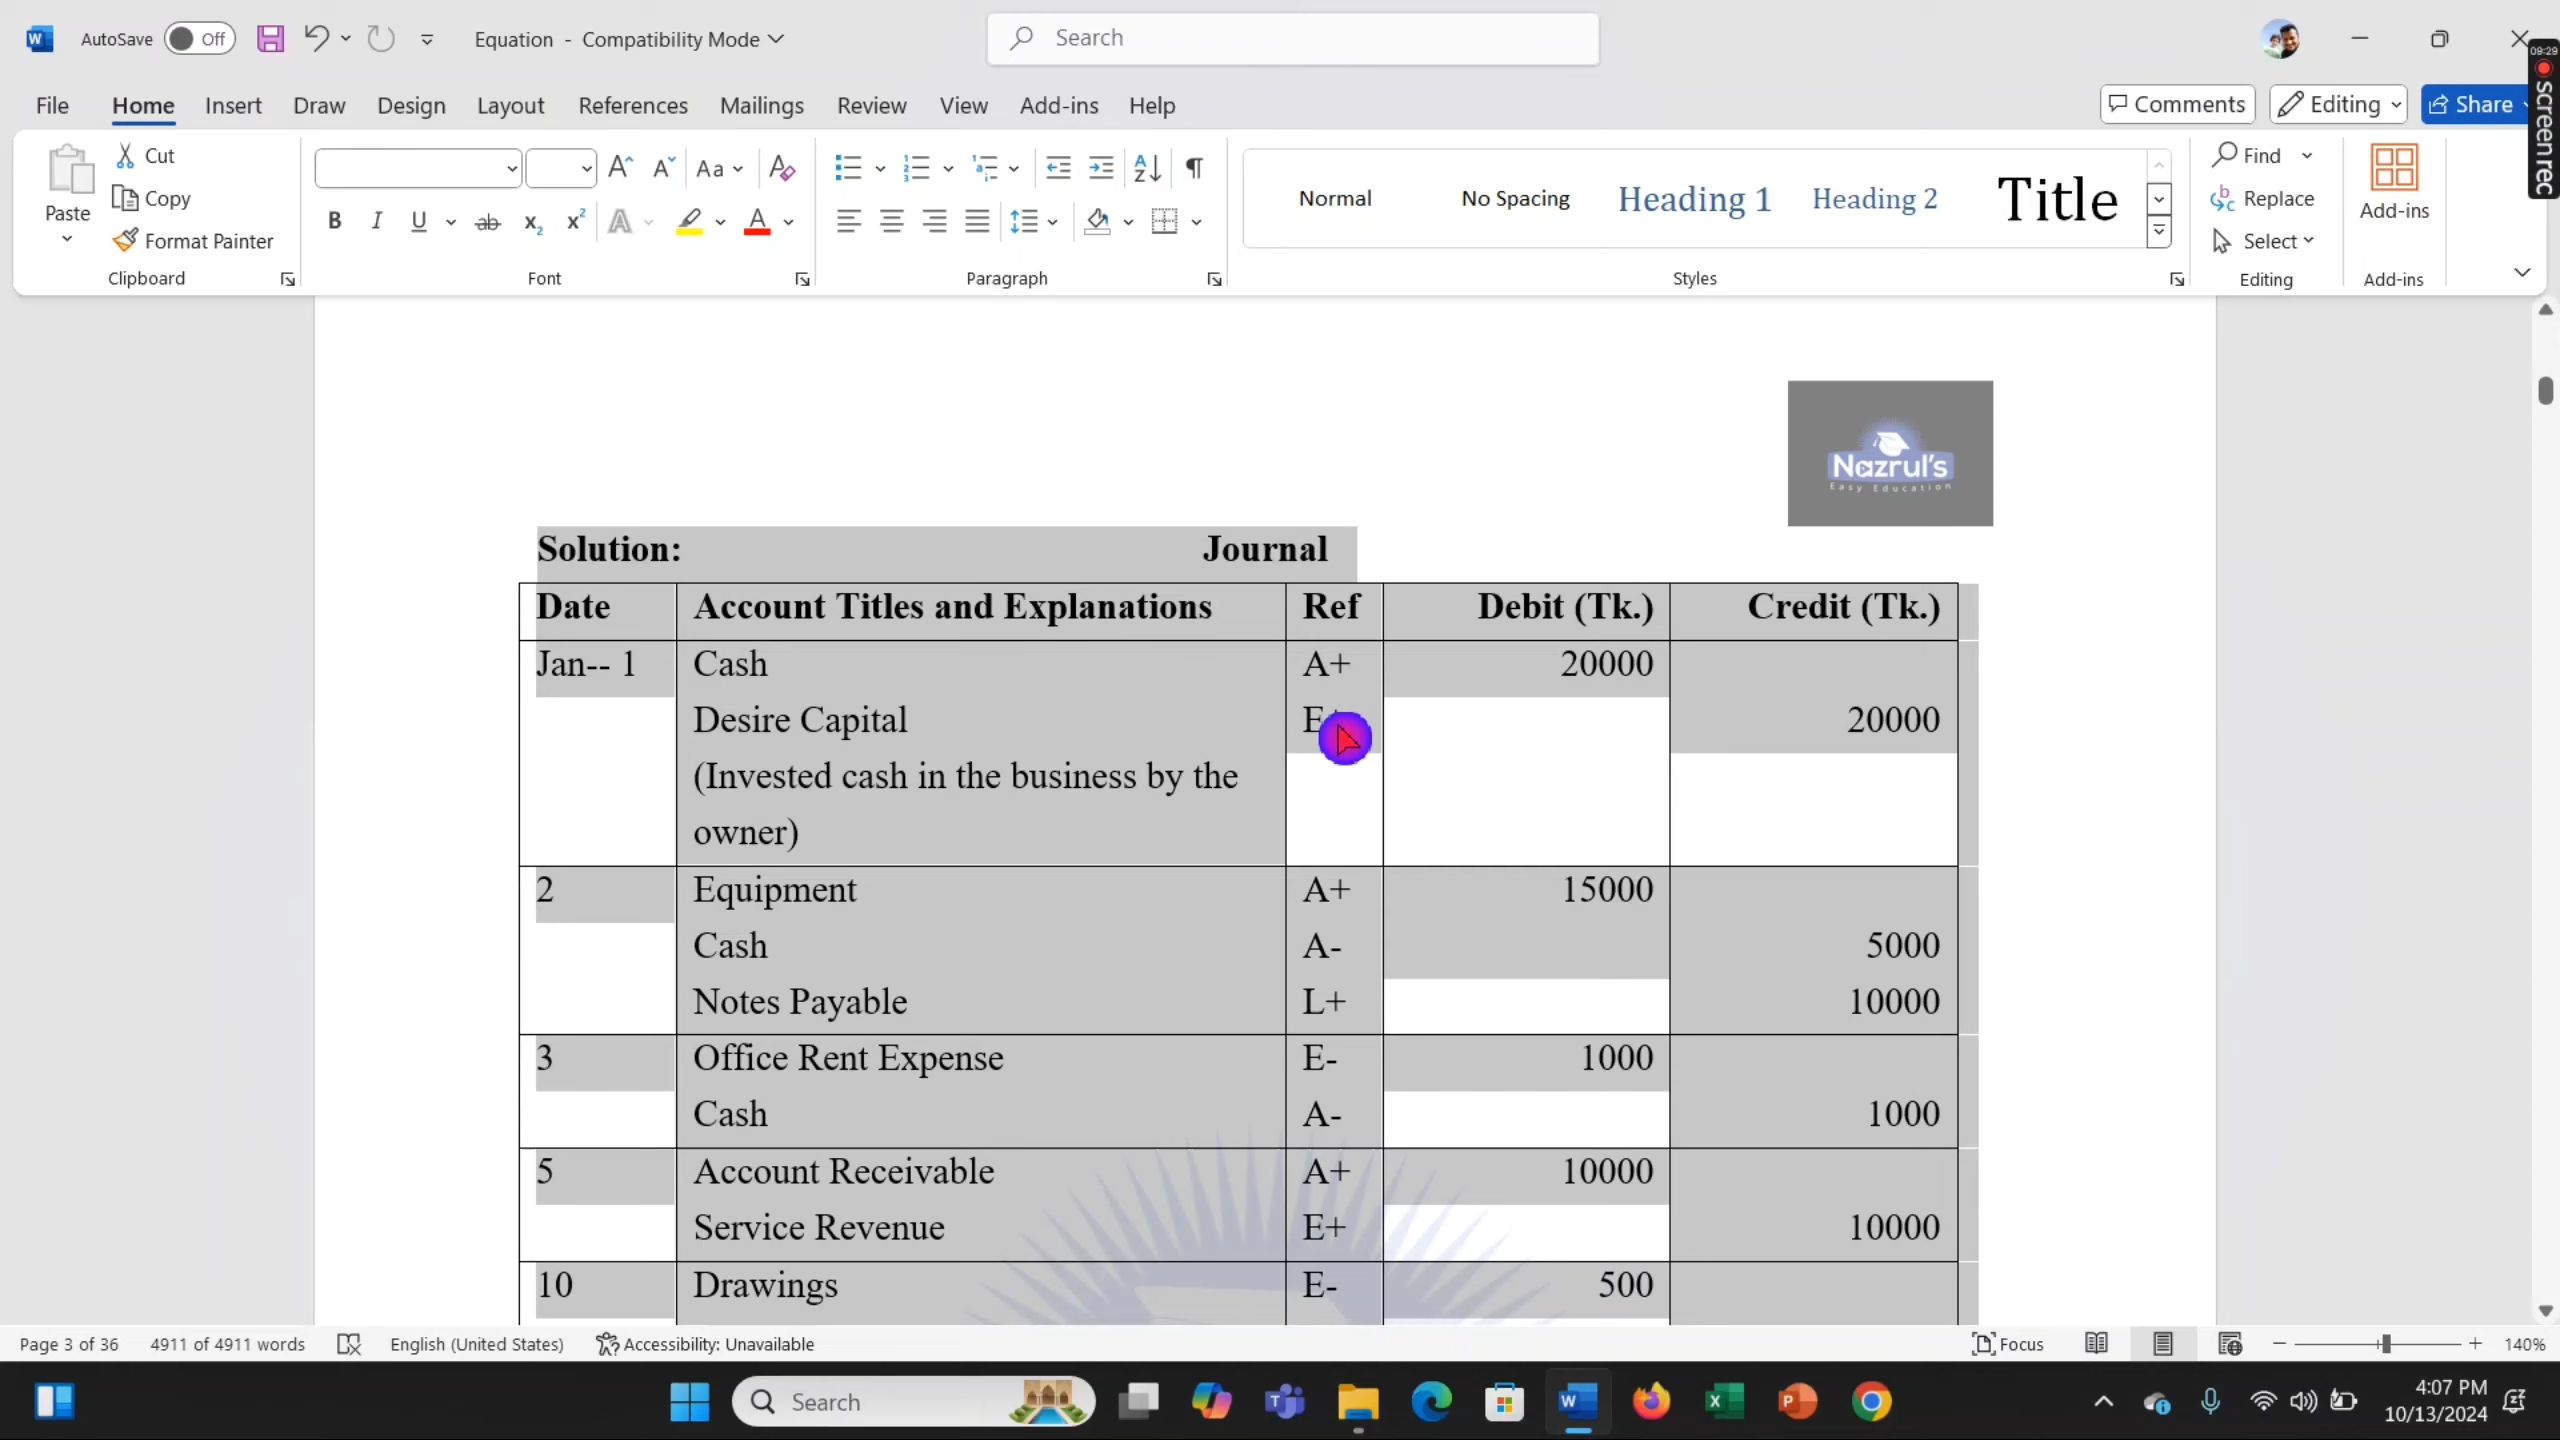 AutoSave Off Equation - Compatibility Mode Search
09:29
screen rec
File Home Insert Draw Design Layout References Mailings Review View Add-ins Help Comments Editing Share
Paste Cut Copy Format Painter
Clipboard
Font
Paragraph
Normal No Spacing Heading 1 Heading 2 Title
Styles
Find
Replace
Select
Editing
Add-ins
Add-ins
Nazrul's
Easy Education
Solution: Journal
Date Account Titles and Explanations Ref Debit (Tk.) Credit (Tk.)
Jan-- 1 Cash A+ 20000
Desire Capital E 20000
(Invested cash in the business by the
owner)
2 Equipment A+ 15000
Cash A- 5000
Notes Payable L+ 10000
3 Office Rent Expense E- 1000
Cash A- 1000
5 Account Receivable A+ 10000
Service Revenue E+ 10000
10 Drawings E- 500
Page 3 of 36 4911 of 4911 words English (United States) Accessibility: Unavailable Focus 140%
Search
4:07 PM
10/13/2024